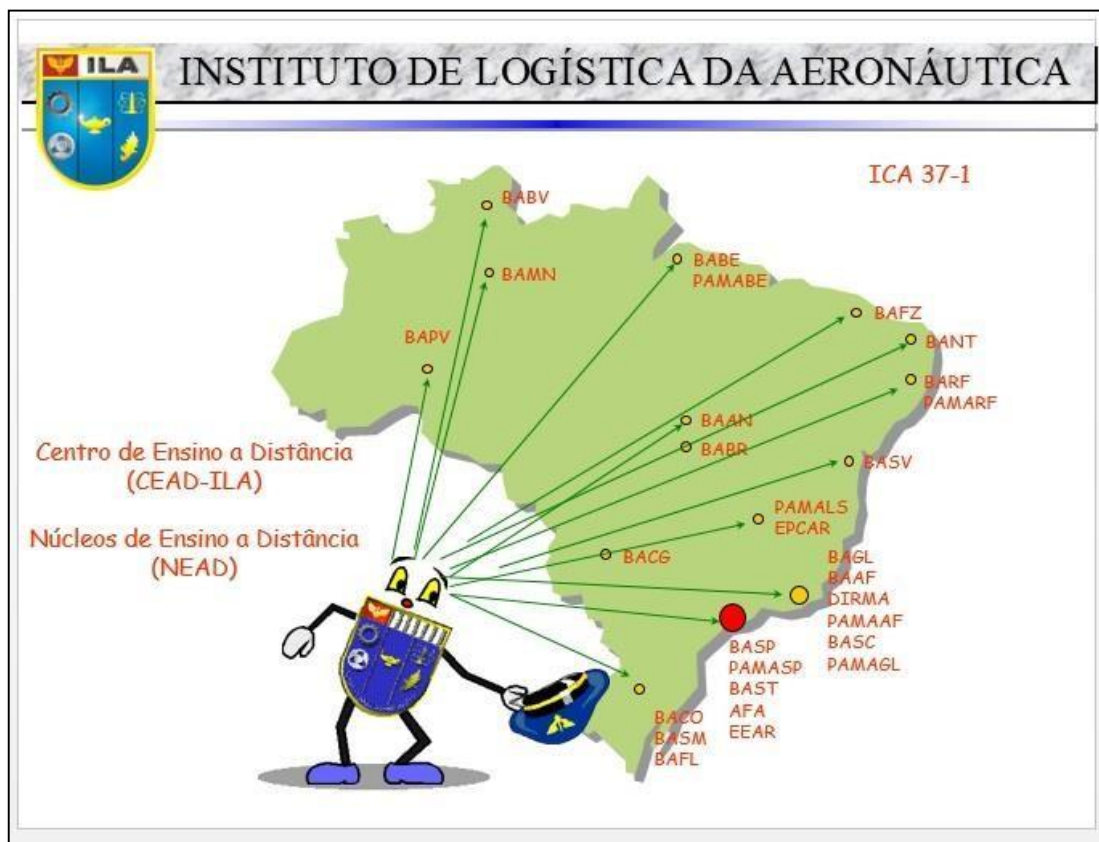 ILA
INSTITUTO DE LOGÍSTICA DA AERONÁUTICA
ICA 37-1
BABV
BAMN
BABE
PAMABE
BAFZ
BANT
BAPV
BARF
PAMARF
BAAN
BABR
BASV
Centro de Ensino a Distância
(CEAD-ILA)
PAMALS
EPCAR
Núcleos de Ensino a Distância
(NEAD)
BACG
BAGL
BAAF
DIRMA
PAMAAF
BASC
PAMAGL
BASP
PAMASP
BAST
AFA
EEAR
BACO
BASM
BAFL